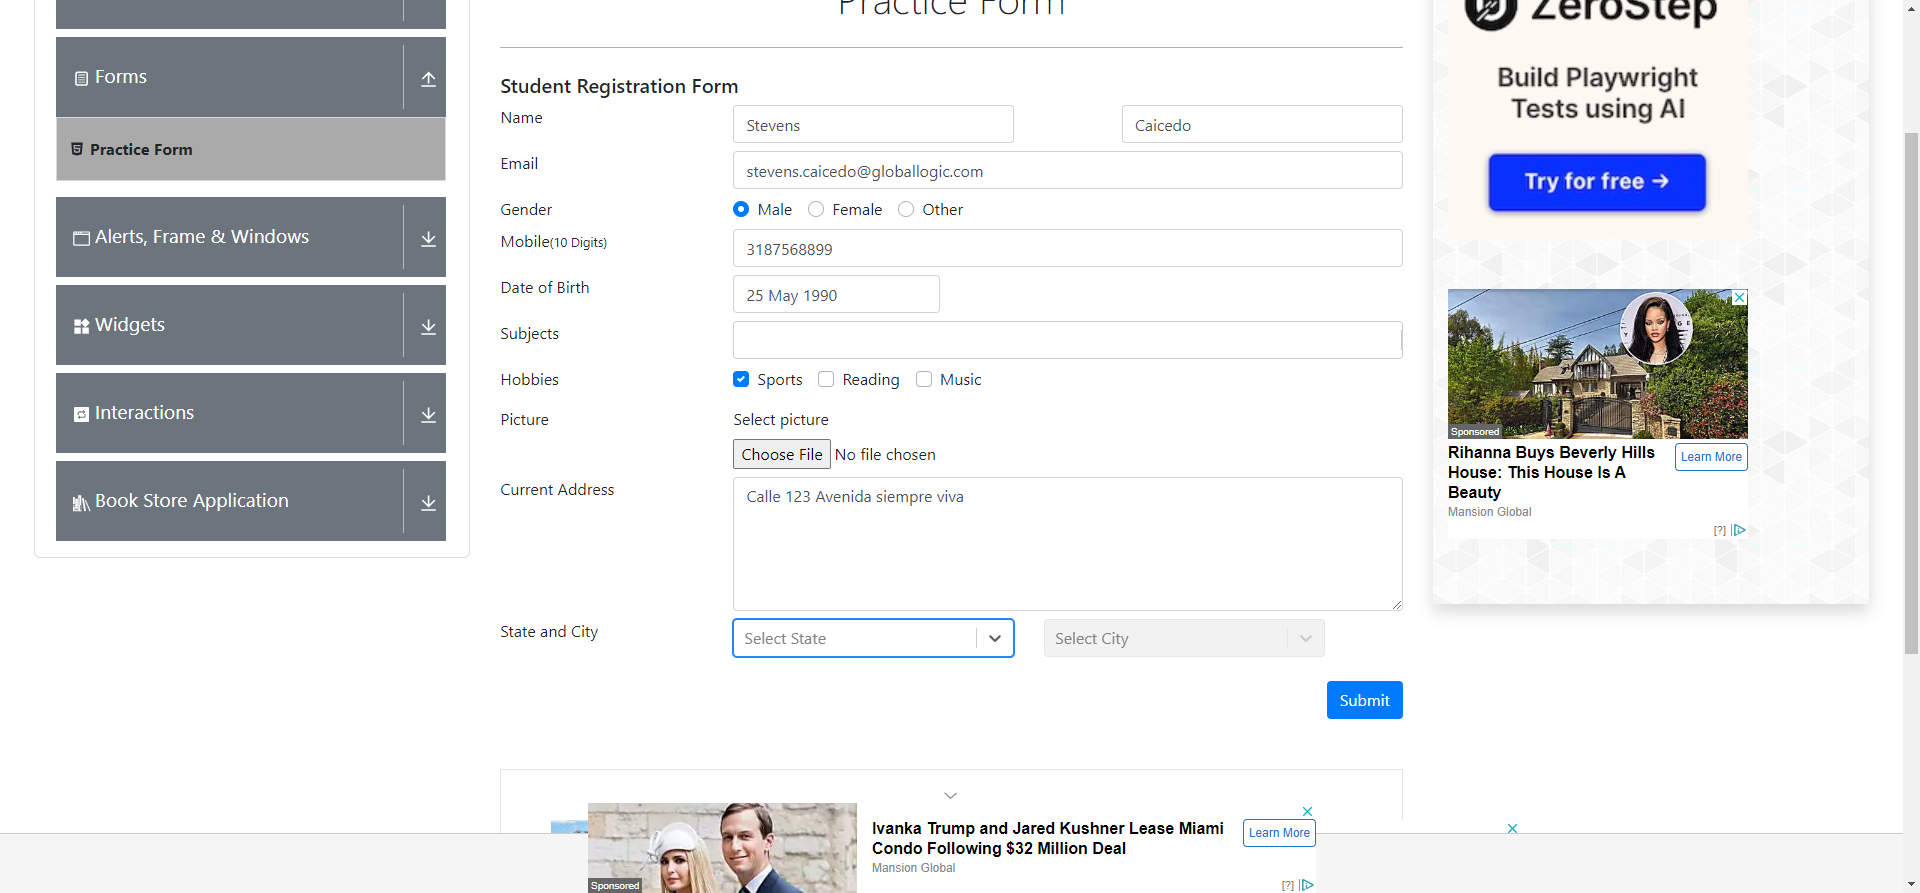 Practice Form
Forms
Practice Form
Alerts, Frame & Windows
Widgets
Interactions
Book Store Application
Student Registration Form
Name
Stevens
Caicedo
Email
stevens.caicedo@globallogic.com
Gender
Male
Female
Other
Mobile(10 Digits)
3187568899
Date of Birth
25 May 1990
Subjects
Hobbies
Sports
Reading
Music
Picture
Select picture
Choose File No file chosen
Current Address
Calle 123 Avenida siempre viva
State and City
Select State
Select City
Submit
ZeroStep
Build Playwright
Tests using AI
Try for free →
Sponsored
Rihanna Buys Beverly Hills
House: This House Is A
Beauty
Learn More
Mansion Global
[?]
Ivanka Trump and Jared Kushner Lease Miami
Condo Following $32 Million Deal
Learn More
Mansion Global
Sponsored
[?]